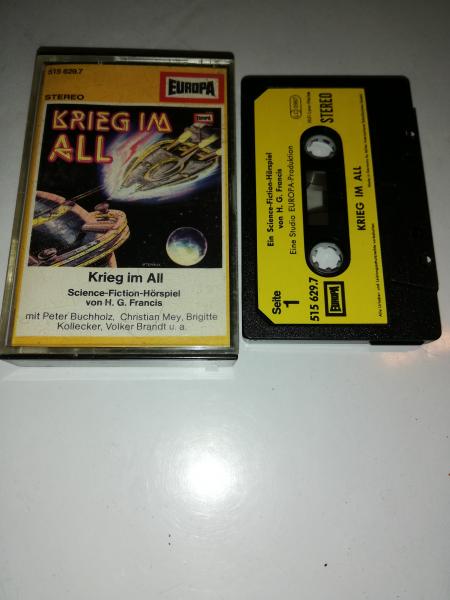 515 629.7
EUROPA
STEREO
EUROPA
KRIEG IM
ALL
Krieg im All
Science-Fiction-Hörspiel
von H. G. Francis
mit Peter Buchholz, Christian Mey, Brigitte
Kollecker, Volker Brandt u. a.
STEREO
Ein Science-Fiction-Hörspiel
von H. G. Francis
Eine Studio EUROPA-Produktion
KRIEG IM ALL
Seite
1
515 629.7
EUROPA